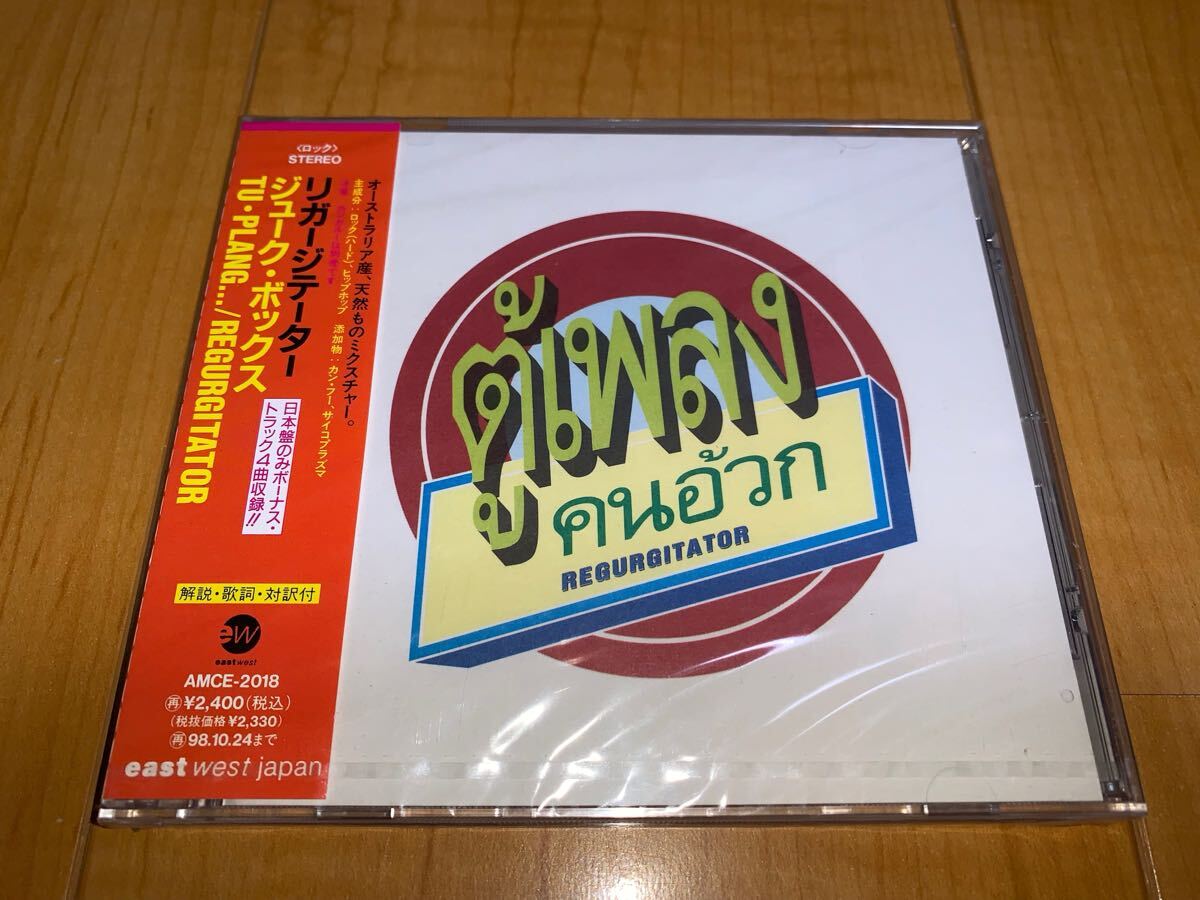 〈ロック〉
STEREO
オーストラリア産、天然ものミクスチャー。
主成分：ロック(ハード)、ヒップホップ　添加物：カン・フー、サイコプラズマ
リガージテーター
ジューク・ボックス
TU・PLANG.../REGURGITATOR
日本盤のみボーナス・
トラック4曲収録!!
解説・歌詞・対訳付
ew
eastwest
AMCE-2018
再¥2,400(税込)
(税抜価格¥2,330)
再98.10.24まで
east west japan
ตู้เพลง
คนอ้วก
REGURGITATOR